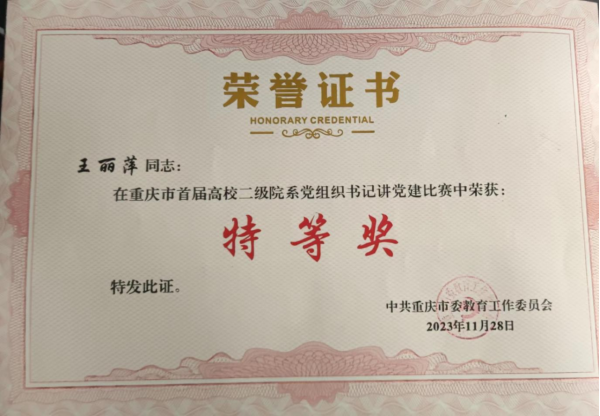 荣誉证书
HONORARY CREDENTIAL
王丽萍同志：
在重庆市首届高校二级院系党组织书记讲党建比赛中荣获：
特等奖
特发此证。
中共重庆市委教育工作委员会
2023年11月28日